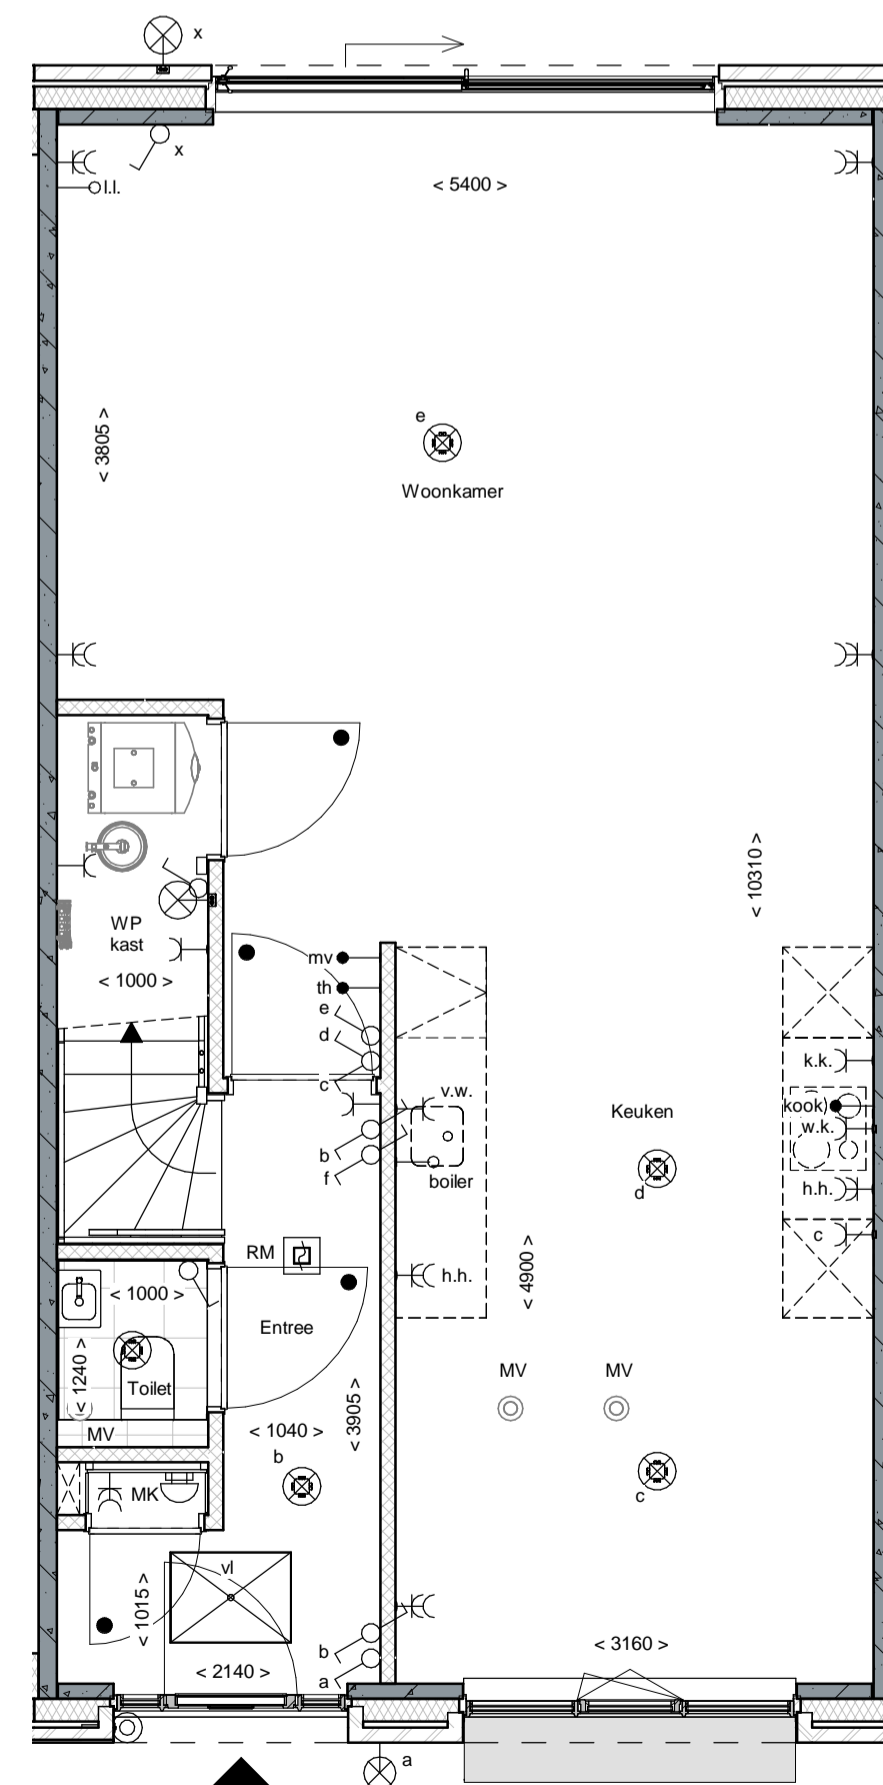 x
x
l.l.
< 5400 >
< 3805 >
e
Woonkamer
< 10310 >
WP
kast
< 1000 >
mv
th
e
d
c
v.w.
b
f
boiler
Keuken
d
k.k.
kook
w.k.
h.h.
c
RM
h.h.
< 4900 >
< 1000 >
Entree
< 1240 >
Toilet
MV
MV
MV
< 3905 >
< 1040 >
b
c
MK
vl
< 1015 >
b
a
< 2140 >
< 3160 >
a